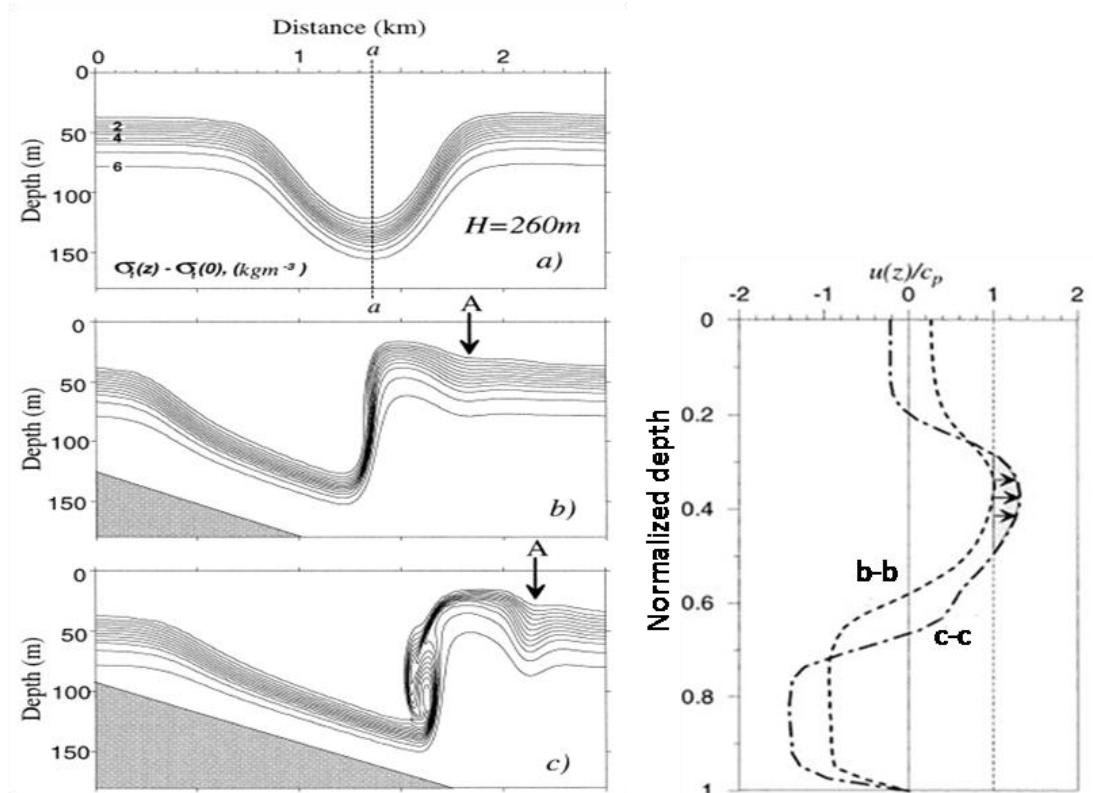 Distance (km)
0 1 a 2
0
50
100
150
Depth (m)
2
4
6
H=260m
σt(z) - σt(0), (kgm⁻³)
a)
a
A
0
50
100
150
Depth (m)
b)
A
0
50
100
150
Depth (m)
c)
u(z)/cp
-2 -1 0 1 2
0
0.2
0.4
0.6
0.8
1
Normalized depth
b-b
c-c